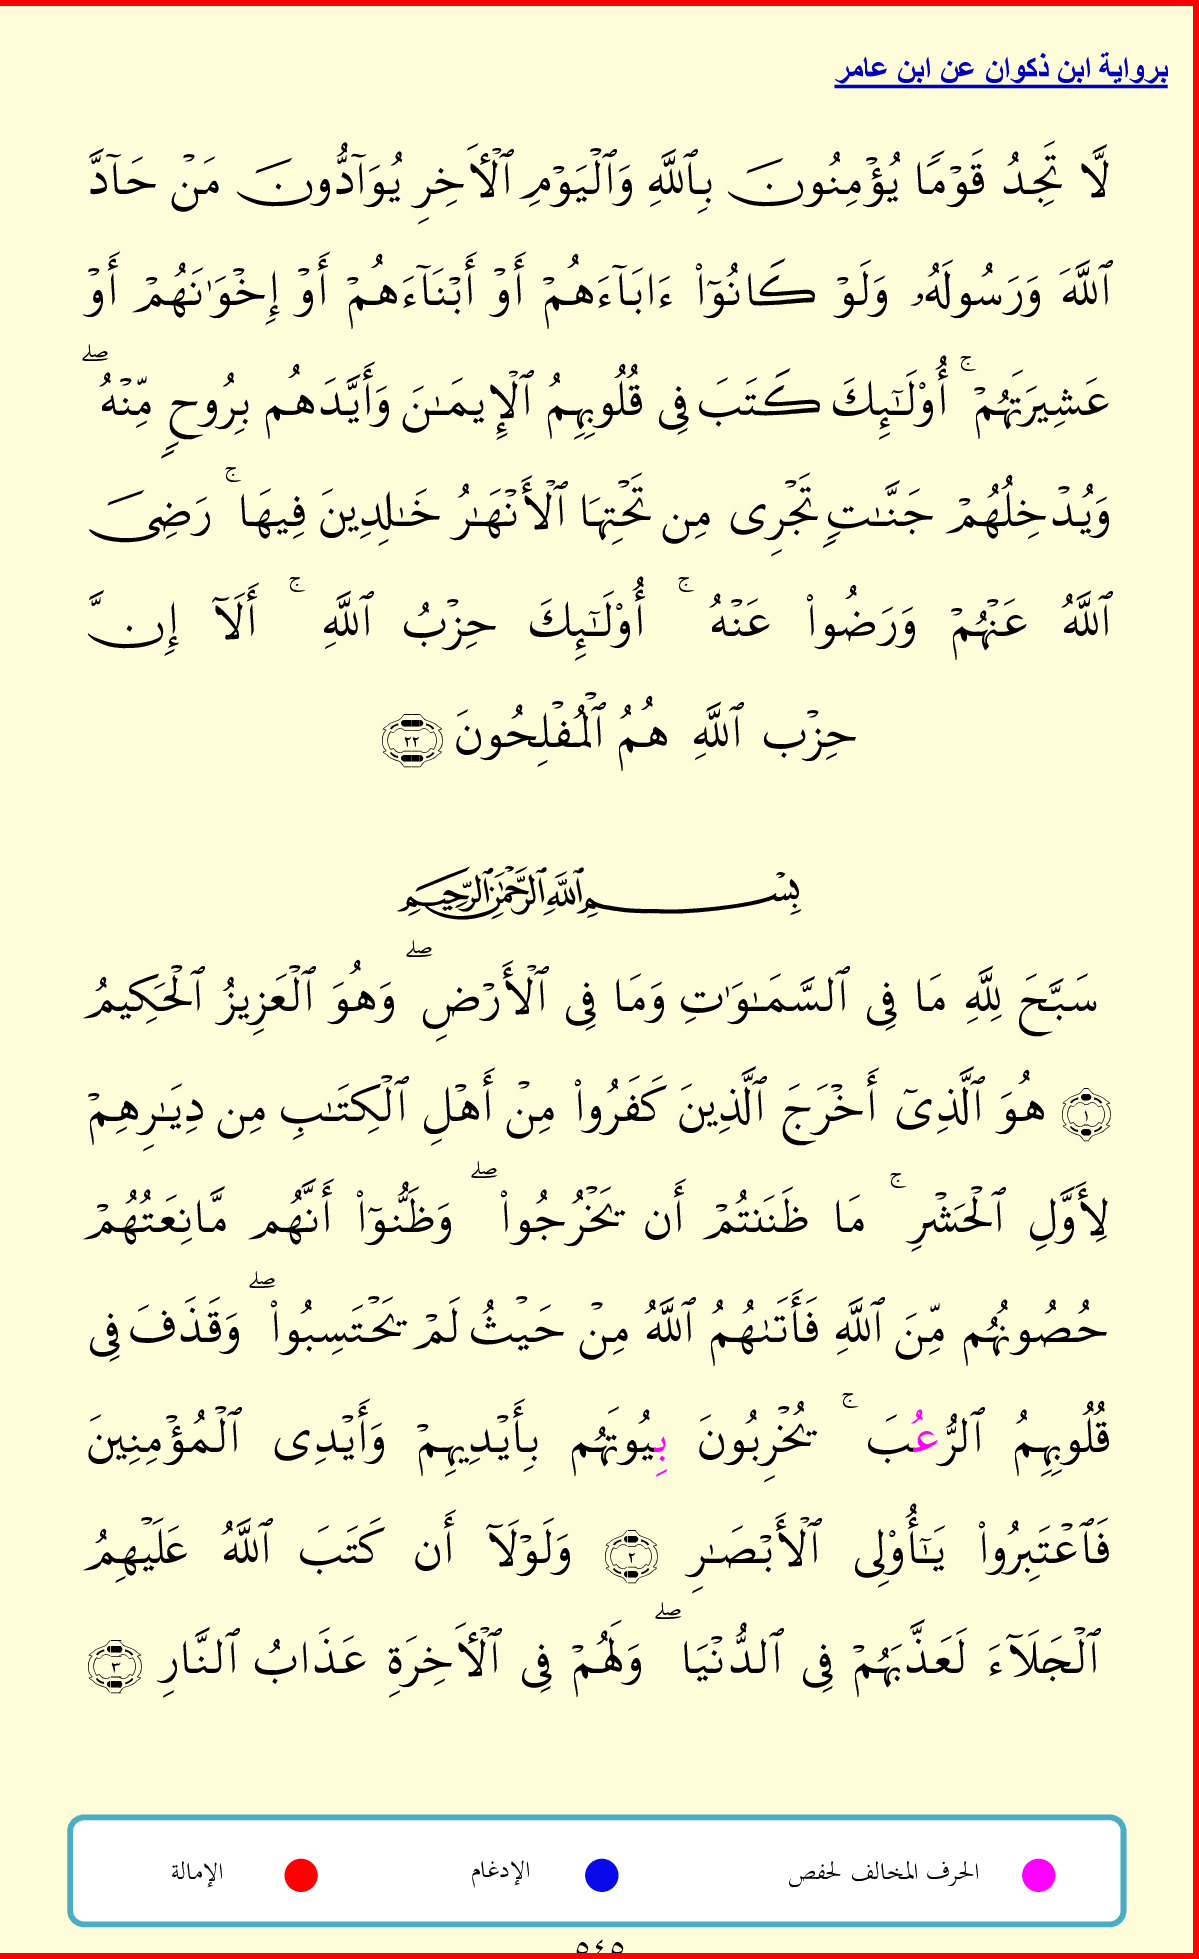 برواية ابن ذكوان عن ابن عامر
لَّا تَجِدُ قَوۡمٗا يُؤۡمِنُونَ بِٱللَّهِ وَٱلۡيَوۡمِ ٱلۡأٓخِرِ يُوَآدُّونَ مَنۡ حَآدَّ
ٱللَّهَ وَرَسُولَهُۥ وَلَوۡ كَانُوٓاْ ءَابَآءَهُمۡ أَوۡ أَبۡنَآءَهُمۡ أَوۡ إِخۡوَٰنَهُمۡ أَوۡ
عَشِيرَتَهُمۡۚ أُوْلَٰٓئِكَ كَتَبَ فِي قُلُوبِهِمُ ٱلۡإِيمَٰنَ وَأَيَّدَهُم بِرُوحٖ مِّنۡهُۖ
وَيُدۡخِلُهُمۡ جَنَّٰتٖ تَجۡرِي مِن تَحۡتِهَا ٱلۡأَنۡهَٰرُ خَٰلِدِينَ فِيهَاۚ رَضِيَ
ٱللَّهُ عَنۡهُمۡ وَرَضُواْ عَنۡهُۚ أُوْلَٰٓئِكَ حِزۡبُ ٱللَّهِۚ أَلَآ إِنَّ
حِزۡبَ ٱللَّهِ هُمُ ٱلۡمُفۡلِحُونَ ٢٢
بِسۡمِ ٱللَّهِ ٱلرَّحۡمَٰنِ ٱلرَّحِيمِ
سَبَّحَ لِلَّهِ مَا فِي ٱلسَّمَٰوَٰتِ وَمَا فِي ٱلۡأَرۡضِۖ وَهُوَ ٱلۡعَزِيزُ ٱلۡحَكِيمُ
١ هُوَ ٱلَّذِيٓ أَخۡرَجَ ٱلَّذِينَ كَفَرُواْ مِنۡ أَهۡلِ ٱلۡكِتَٰبِ مِن دِيَٰرِهِمۡ
لِأَوَّلِ ٱلۡحَشۡرِۚ مَا ظَنَنتُمۡ أَن يَخۡرُجُواْۖ وَظَنُّوٓاْ أَنَّهُم مَّانِعَتُهُمۡ
حُصُونُهُم مِّنَ ٱللَّهِ فَأَتَىٰهُمُ ٱللَّهُ مِنۡ حَيۡثُ لَمۡ يَحۡتَسِبُواْۖ وَقَذَفَ فِي
قُلُوبِهِمُ ٱلرُّعُبَۚ يُخۡرِبُونَ بِيُوتَهُم بِأَيۡدِيهِمۡ وَأَيۡدِي ٱلۡمُؤۡمِنِينَ
فَٱعۡتَبِرُواْ يَٰٓأُوْلِي ٱلۡأَبۡصَٰرِ ٢ وَلَوۡلَآ أَن كَتَبَ ٱللَّهُ عَلَيۡهِمُ
ٱلۡجَلَآءَ لَعَذَّبَهُمۡ فِي ٱلدُّنۡيَاۖ وَلَهُمۡ فِي ٱلۡأٓخِرَةِ عَذَابُ ٱلنَّارِ ٣
الحرف المخالف لحفص الإدغام الإمالة
٥٤٥